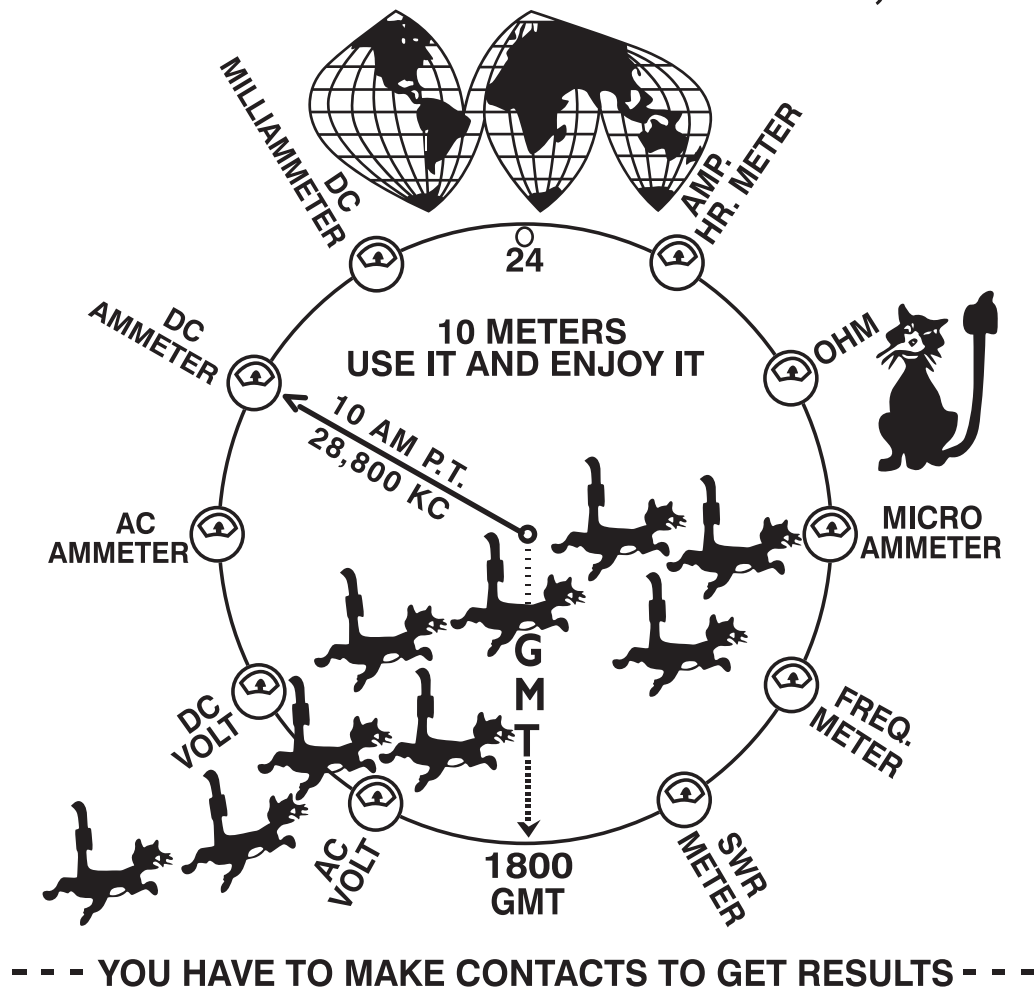 DC
MILLIAMMETER
AMP.
HR. METER
24
DC
AMMETER
10 METERS
USE IT AND ENJOY IT
OHM
10 AM P.T.
28,800 KC
AC
AMMETER
MICRO
AMMETER
G
M
T
DC
VOLT
FREQ.
METER
AC
VOLT
1800
GMT
SWR
METER
- - - YOU HAVE TO MAKE CONTACTS TO GET RESULTS - - -